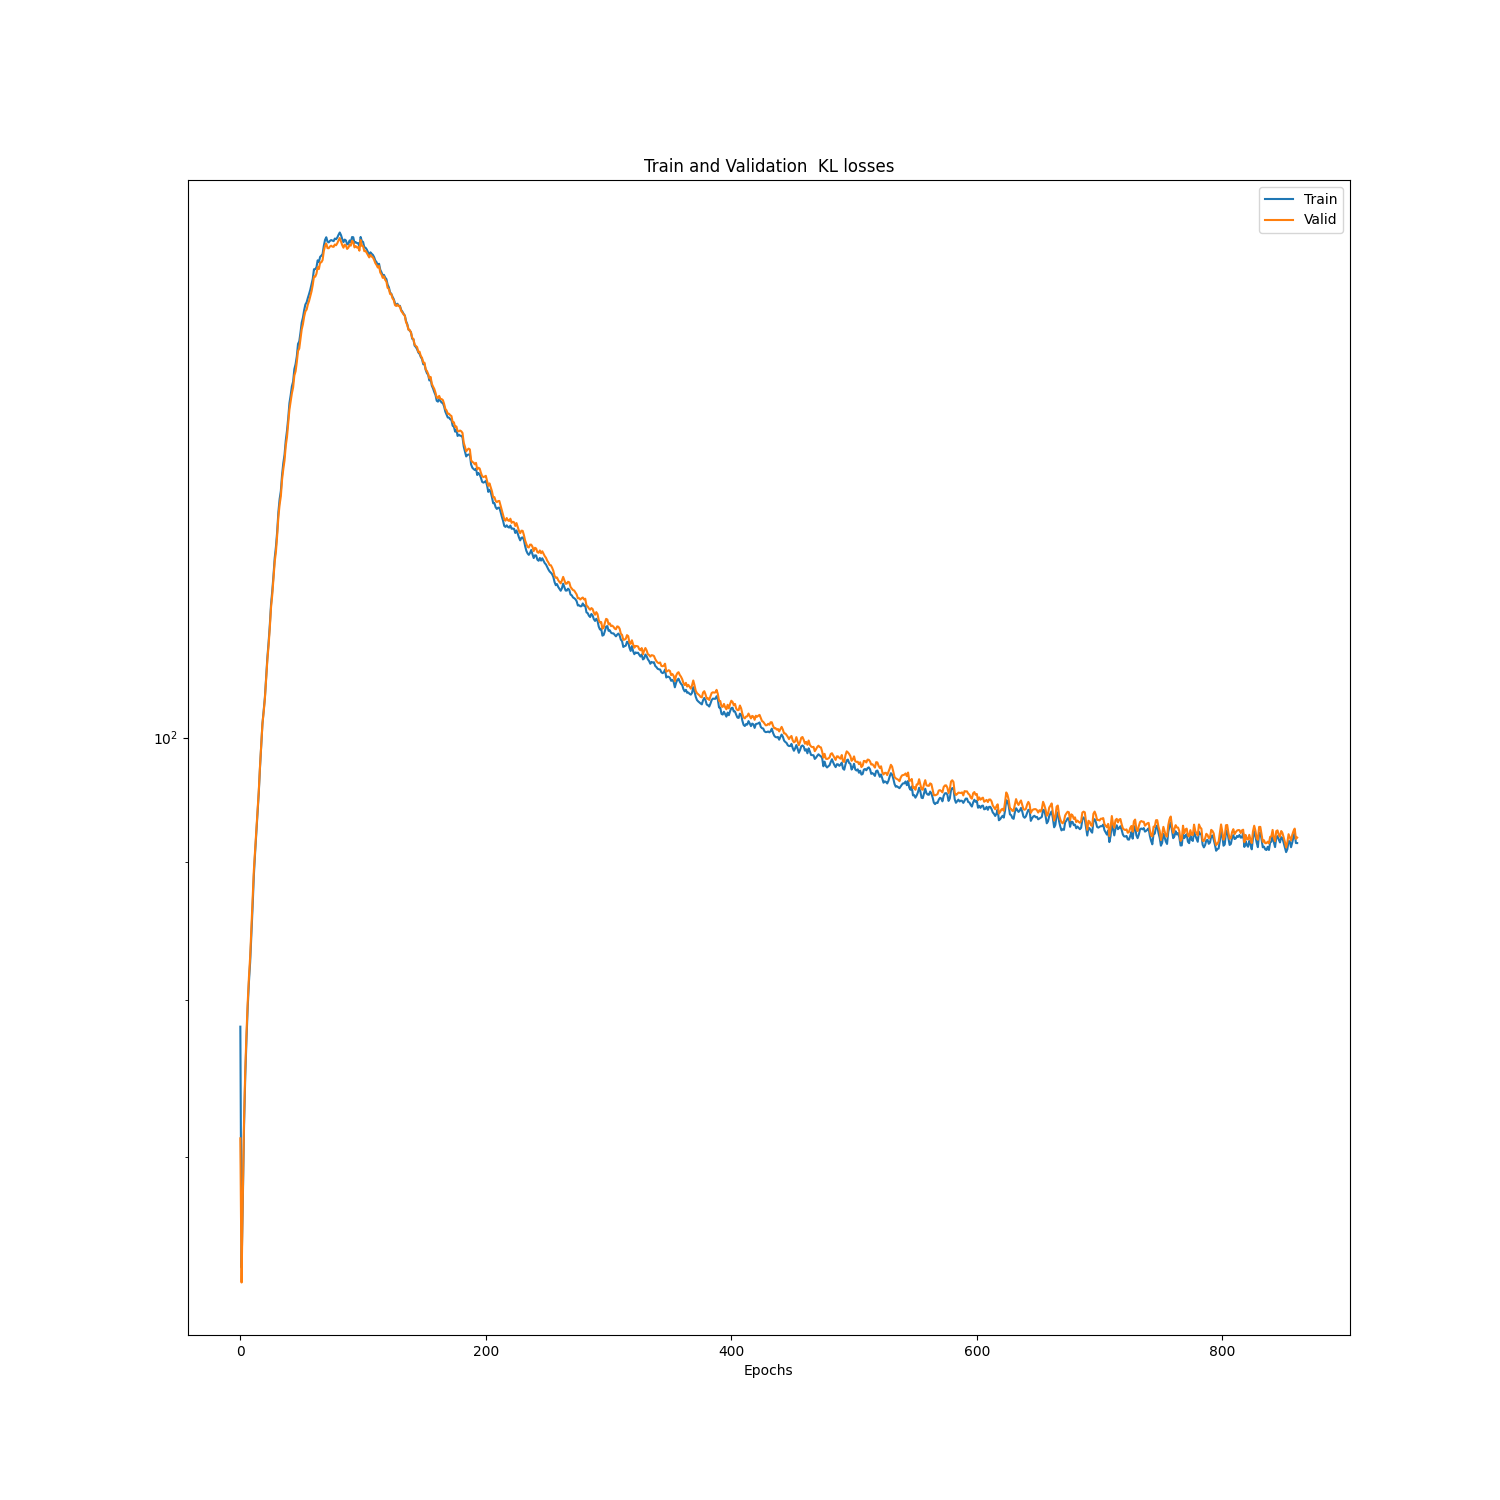 Train and Validation  KL losses
Train
Valid
10²
0 200 400 600 800
Epochs